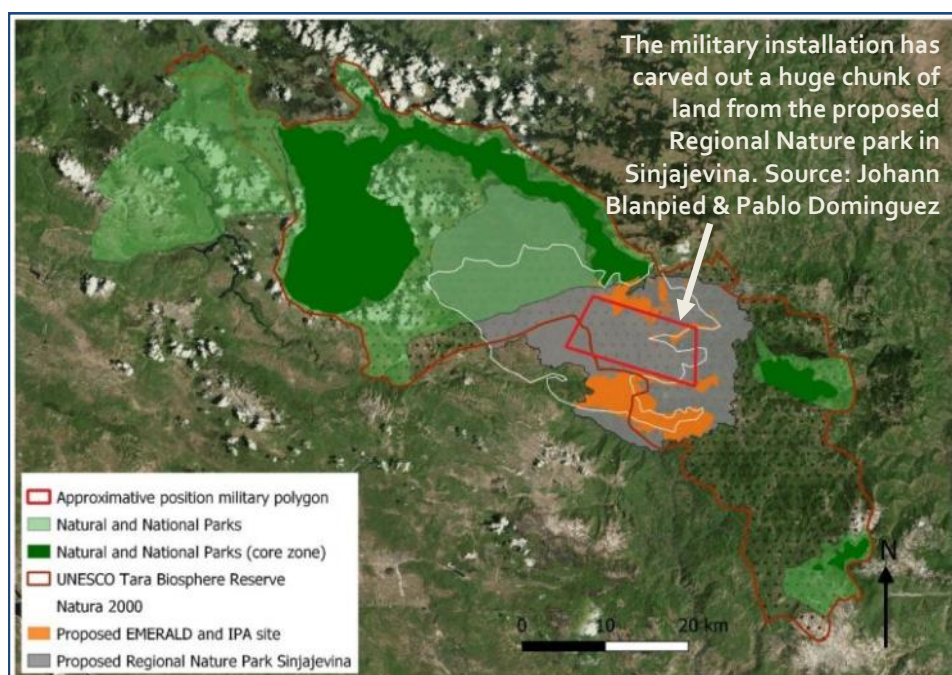 The military installation has
carved out a huge chunk of
land from the proposed
Regional Nature park in
Sinjajevina. Source: Johann
Blanpied & Pablo Dominguez
Approximative position military polygon
Natural and National Parks
Natural and National Parks (core zone)
UNESCO Tara Biosphere Reserve
Natura 2000
Proposed EMERALD and IPA site
Proposed Regional Nature Park Sinjajevina
N
0 10 20 km